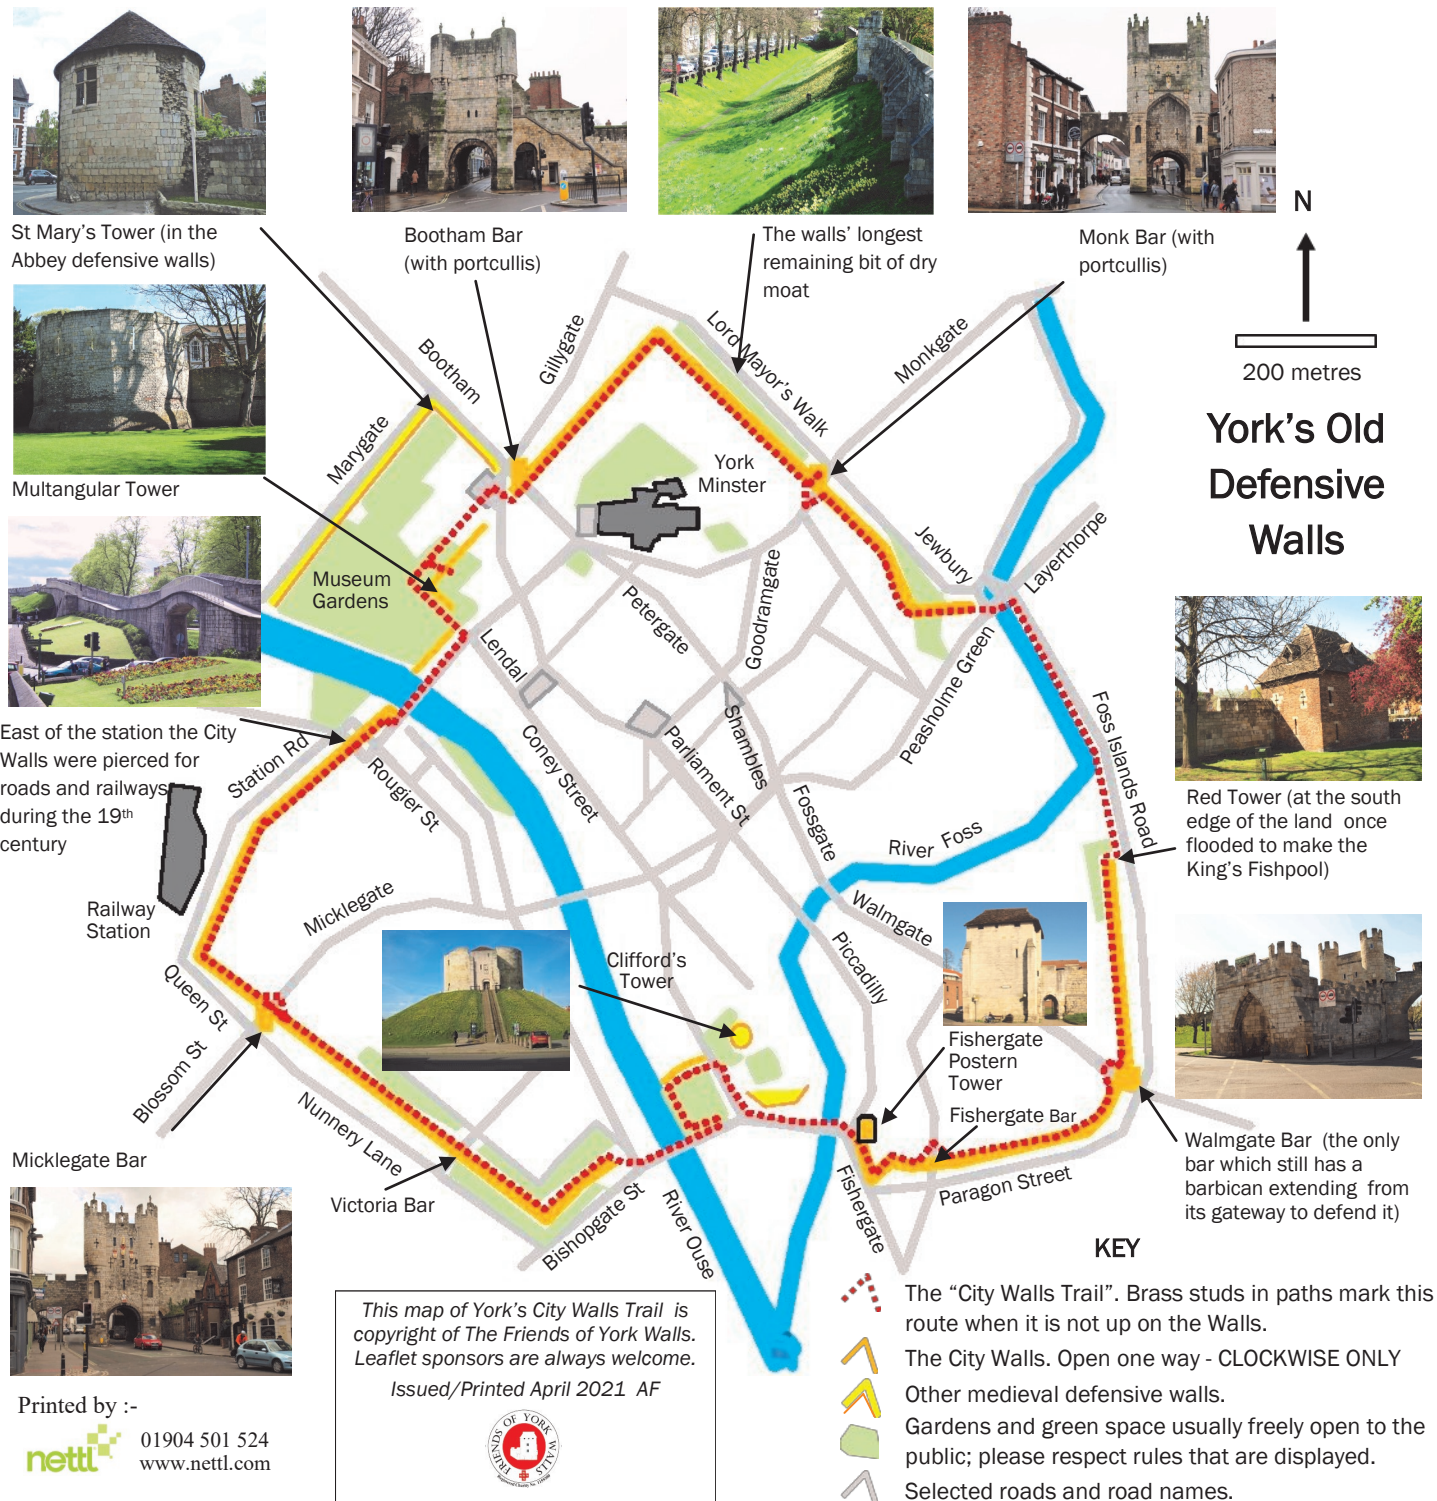 St Mary's Tower (in the
Abbey defensive walls)
Bootham Bar
(with portcullis)
The walls' longest
remaining bit of dry
moat
Monk Bar (with
portcullis)
N
200 metres
York's Old
Defensive
Walls
Multangular Tower
East of the station the City
Walls were pierced for
roads and railways
during the 19th
century
Bootham
Gillygate
Lord Mayor's Walk
Monkgate
Marygate
York
Minster
Museum
Gardens
Jewbury
Layerthorpe
Petergate
Goodramgate
Peasholme Green
Lendal
Coney Street
Parliament St
Shambles
Fossgate
Foss Islands Road
Station Rd
Rougier St
River Foss
Red Tower (at the south
edge of the land once
flooded to make the
King's Fishpool)
Railway
Station
Micklegate
Walmgate
Piccadilly
Clifford's
Tower
Queen St
Blossom St
Nunnery Lane
Fishergate
Postern
Tower
Fishergate Bar
Walmgate Bar (the only
bar which still has a
barbican extending from
its gateway to defend it)
Micklegate Bar
Victoria Bar
Bishopgate St
River Ouse
Fishergate
Paragon Street
KEY
The “City Walls Trail”. Brass studs in paths mark this
route when it is not up on the Walls.
The City Walls. Open one way - CLOCKWISE ONLY
Other medieval defensive walls.
Gardens and green space usually freely open to the
public; please respect rules that are displayed.
Selected roads and road names.
This map of York's City Walls Trail is
copyright of The Friends of York Walls.
Leaflet sponsors are always welcome.
Issued/Printed April 2021 AF
FRIENDS OF YORK WALLS
Printed by :-
nettl
01904 501 524
www.nettl.com